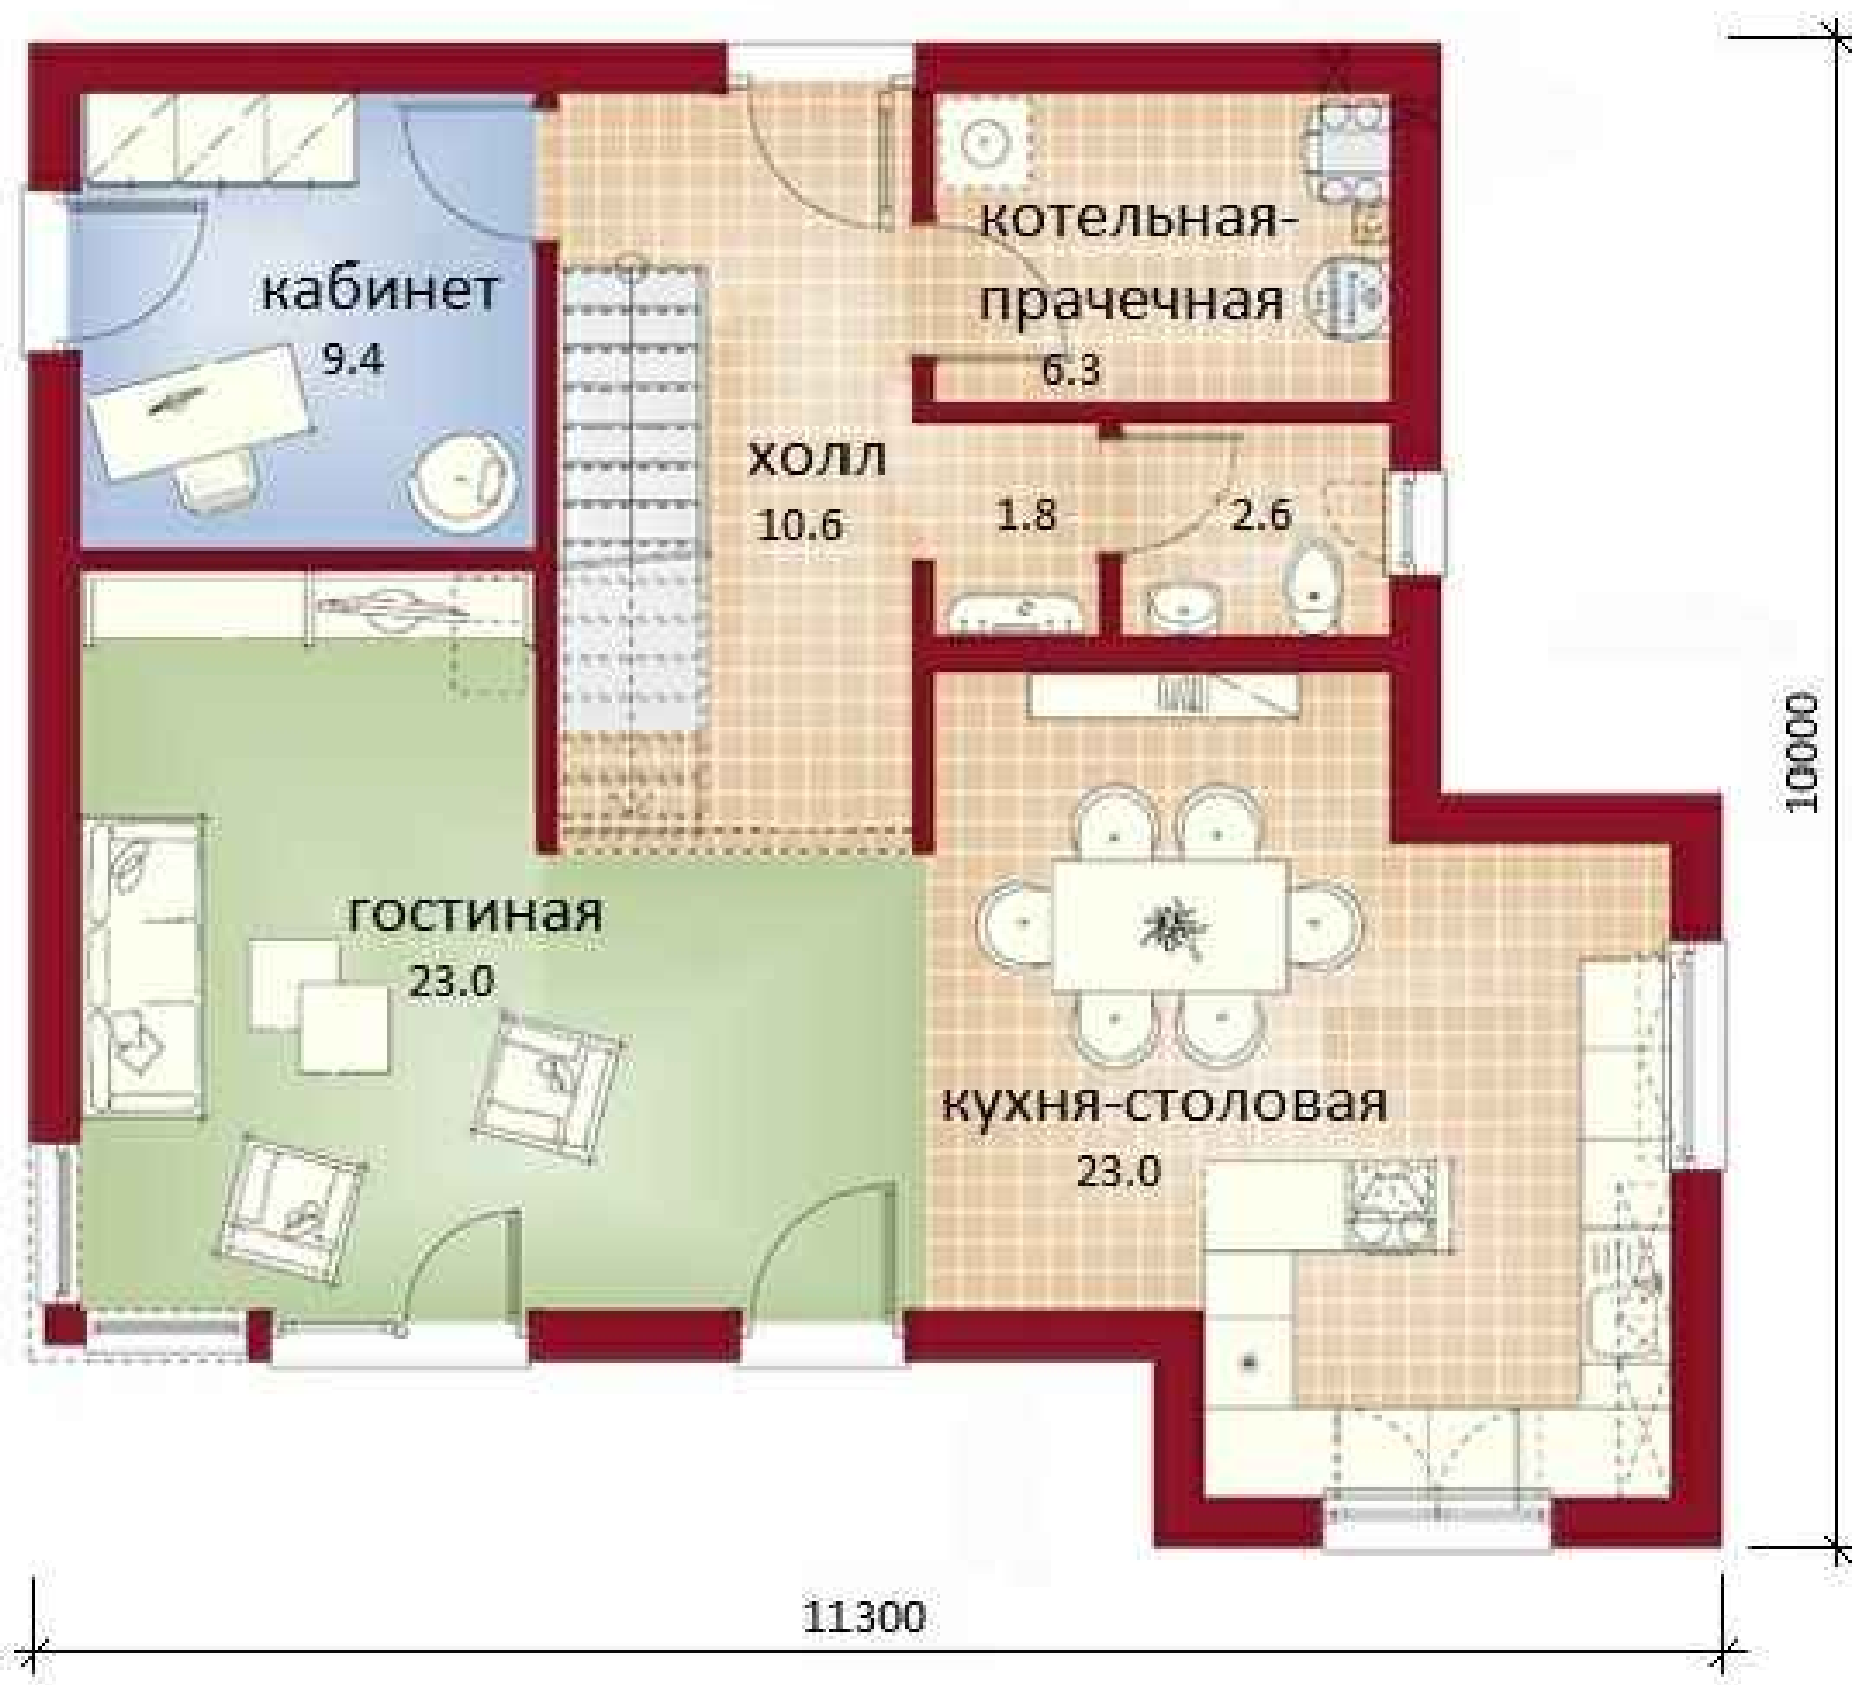 котельная-
прачечная
6.3
кабинет
9.4
холл
10.6
1.8
2.6
гостиная
23.0
кухня-столовая
23.0
10000
11300